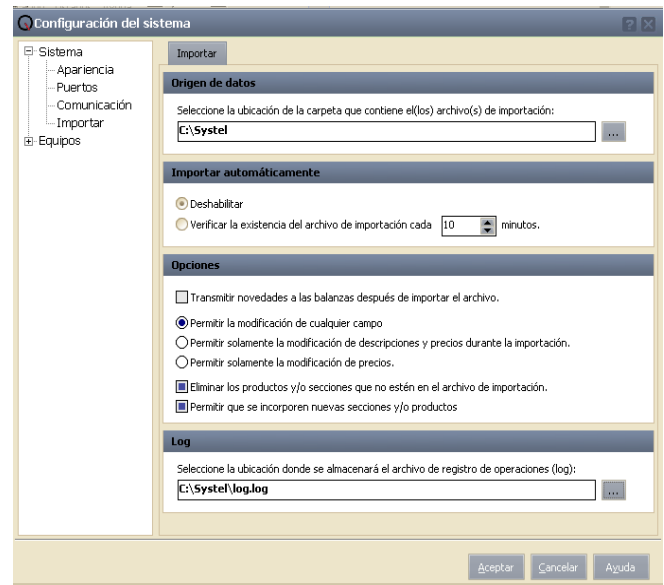 Configuración del sistema
Sistema
Apariencia
Puertos
Comunicación
Importar
Equipos
Importar
Origen de datos
Seleccione la ubicación de la carpeta que contiene el(los) archivo(s) de importación:
C:\Systel
...
Importar automáticamente
Deshabilitar
Verificar la existencia del archivo de importación cada 10 minutos.
Opciones
Transmitir novedades a las balanzas después de importar el archivo.
Permitir la modificación de cualquier campo
Permitir solamente la modificación de descripciones y precios durante la importación.
Permitir solamente la modificación de precios.
Eliminar los productos y/o secciones que no estén en el archivo de importación.
Permitir que se incorporen nuevas secciones y/o productos
Log
Seleccione la ubicación donde se almacenará el archivo de registro de operaciones (log):
C:\Systel\log.log
...
Aceptar Cancelar Ayuda